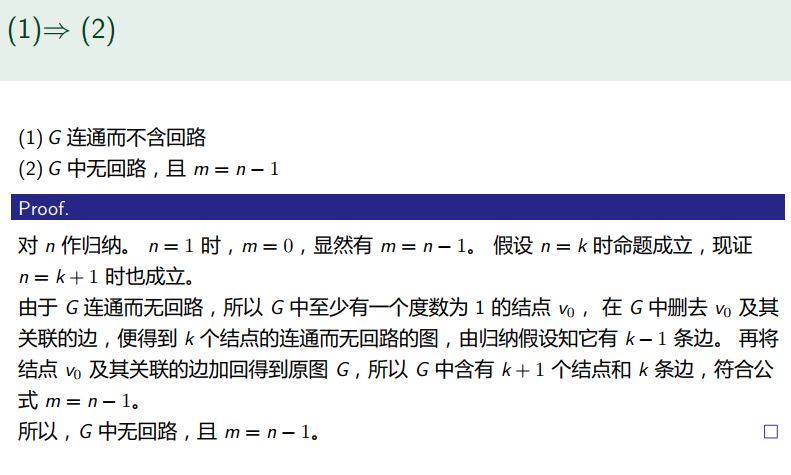 (1)⇒ (2)
(1) G 连通而不含回路
(2) G 中无回路，且 m = n − 1
Proof.
对 n 作归纳。 n = 1 时，m = 0，显然有 m = n − 1。 假设 n = k 时命题成立，现证
n = k + 1 时也成立。
由于 G 连通而无回路，所以 G 中至少有一个度数为 1 的结点 v₀， 在 G 中删去 v₀ 及其
关联的边，便得到 k 个结点的连通而无回路的图，由归纳假设知它有 k − 1 条边。 再将
结点 v₀ 及其关联的边加回得到原图 G，所以 G 中含有 k + 1 个结点和 k 条边，符合公
式 m = n − 1。
所以，G 中无回路，且 m = n − 1。